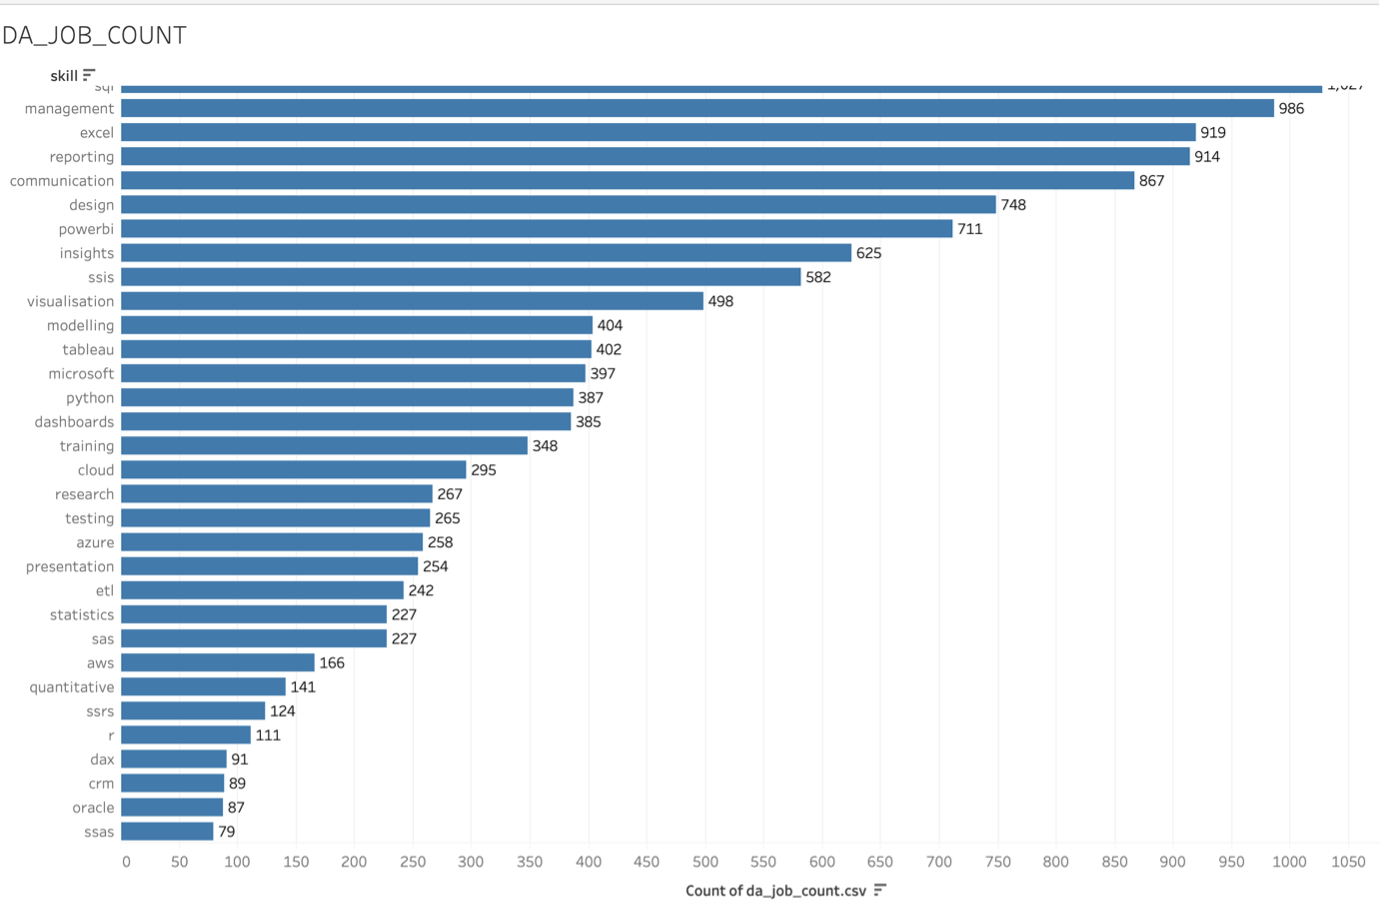 DA_JOB_COUNT
skill
sql 1,027
management 986
excel 919
reporting 914
communication 867
design 748
powerbi 711
insights 625
ssis 582
visualisation 498
modelling 404
tableau 402
microsoft 397
python 387
dashboards 385
training 348
cloud 295
research 267
testing 265
azure 258
presentation 254
etl 242
statistics 227
sas 227
aws 166
quantitative 141
ssrs 124
r 111
dax 91
crm 89
oracle 87
ssas 79
0 50 100 150 200 250 300 350 400 450 500 550 600 650 700 750 800 850 900 950 1000 1050
Count of da_job_count.csv